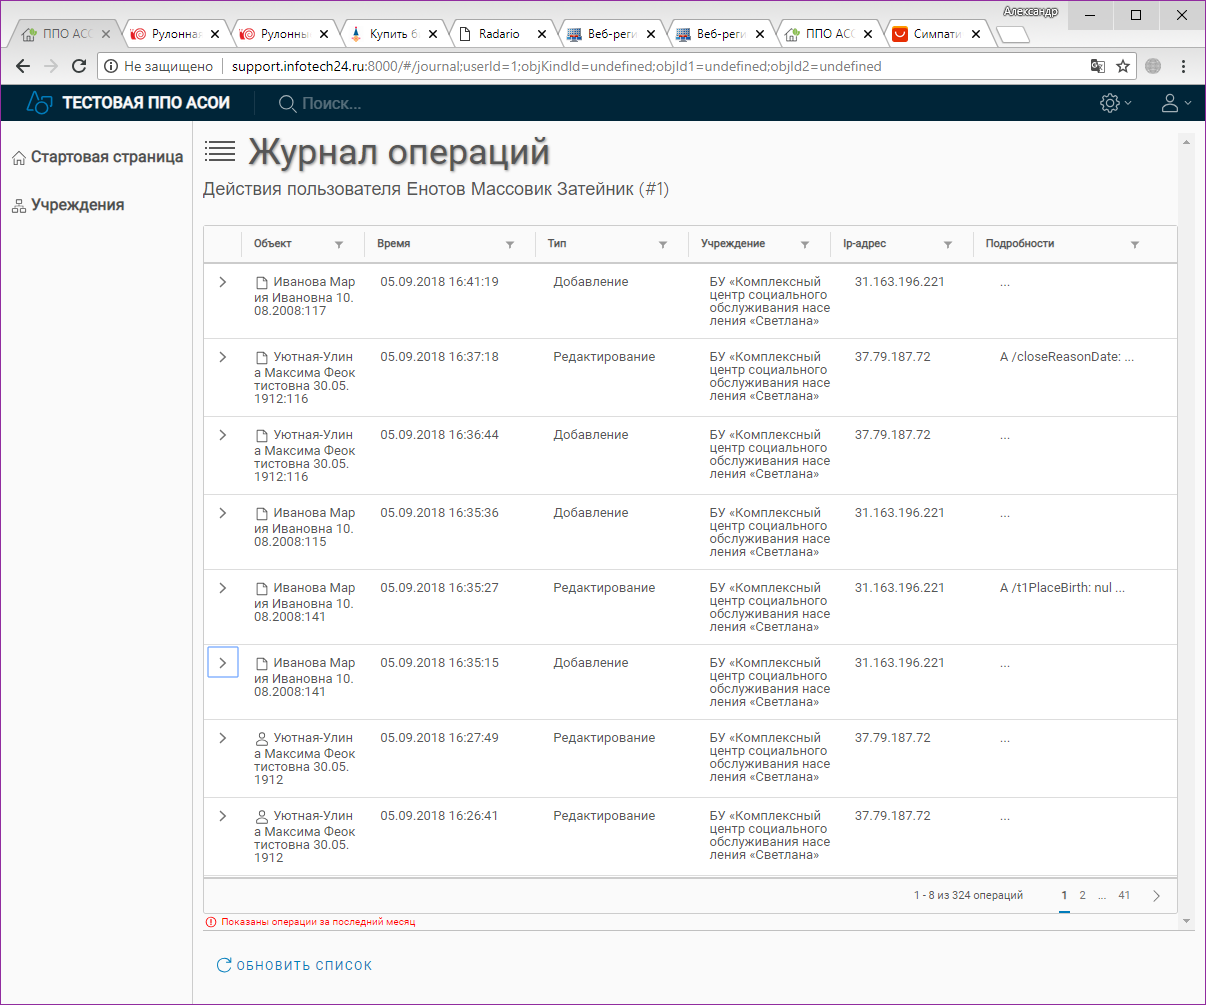 Александр
ППО АСО
Рулонная
Рулонны
Купить б
Radario
Веб-реги
Веб-реги
ППО АСО
Симпати
Не защищено
support.infotech24.ru:8000/#/journal;userId=1;objKindId=undefined;objId1=undefined;objId2=undefined
ТЕСТОВАЯ ППО АСОИ
Поиск...
Стартовая страница
Учреждения
Журнал операций
Действия пользователя Енотов Массовик Затейник (#1)
Объект Время Тип Учреждение Ip-адрес Подробности
Иванова Мар 05.09.2018 16:41:19 Добавление БУ «Комплексный 31.163.196.221 ...
ия Ивановна 10. центр социального
08.2008:117 обслуживания насе
ления «Светлана»
Уютная-Улин 05.09.2018 16:37:18 Редактирование БУ «Комплексный 37.79.187.72 A /closeReasonDate: ...
а Максима Феок центр социального
тистовна 30.05. обслуживания насе
1912:116 ления «Светлана»
Уютная-Улин 05.09.2018 16:36:44 Добавление БУ «Комплексный 37.79.187.72 ...
а Максима Феок центр социального
тистовна 30.05. обслуживания насе
1912:116 ления «Светлана»
Иванова Мар 05.09.2018 16:35:36 Добавление БУ «Комплексный 31.163.196.221 ...
ия Ивановна 10. центр социального
08.2008:115 обслуживания насе
ления «Светлана»
Иванова Мар 05.09.2018 16:35:27 Редактирование БУ «Комплексный 31.163.196.221 A /t1PlaceBirth: nul ...
ия Ивановна 10. центр социального
08.2008:141 обслуживания насе
ления «Светлана»
Иванова Мар 05.09.2018 16:35:15 Добавление БУ «Комплексный 31.163.196.221 ...
ия Ивановна 10. центр социального
08.2008:141 обслуживания насе
ления «Светлана»
Уютная-Улин 05.09.2018 16:27:49 Редактирование БУ «Комплексный 37.79.187.72 ...
а Максима Феок центр социального
тистовна 30.05. обслуживания насе
1912 ления «Светлана»
Уютная-Улин 05.09.2018 16:26:41 Редактирование БУ «Комплексный 37.79.187.72 ...
а Максима Феок центр социального
тистовна 30.05. обслуживания насе
1912 ления «Светлана»
1 - 8 из 324 операций 1 2 ... 41
Показаны операции за последний месяц
ОБНОВИТЬ СПИСОК